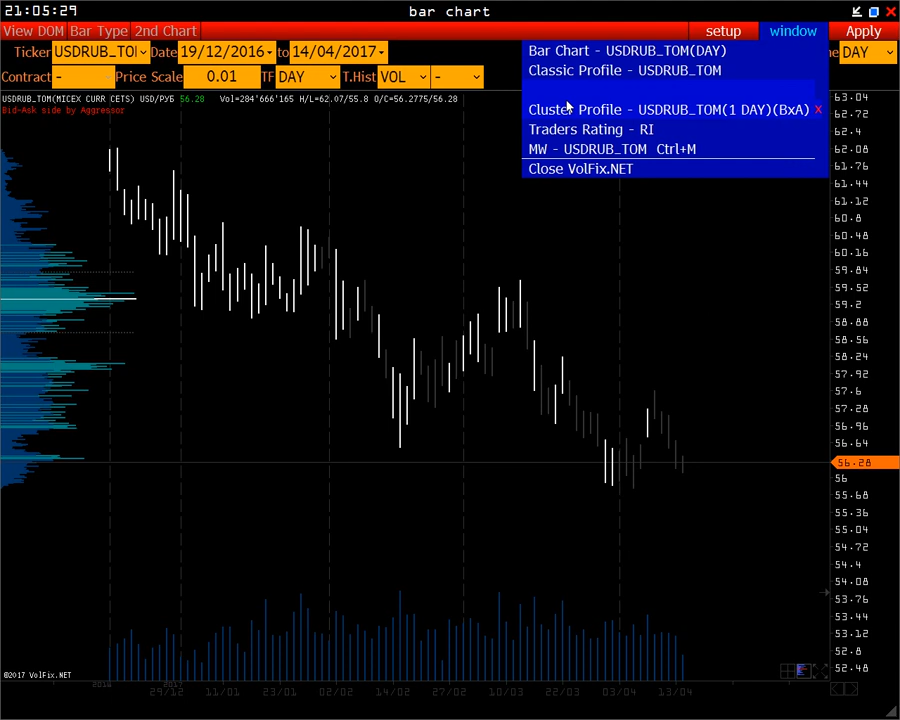 21:05:29
bar chart
View DOM Bar Type 2nd Chart setup window Apply
Ticker USDRUB_TO Date 19/12/2016 to 14/04/2017 me DAY
Contract - Price Scale 0.01 TF DAY T.Hist VOL -
Bar Chart - USDRUB_TOM(DAY)
Classic Profile - USDRUB_TOM
Cluster Profile - USDRUB_TOM(1 DAY)(BxA) x
Traders Rating - RI
MW - USDRUB_TOM Ctrl+M
Close VolFix.NET
USDRUB_TOM(MICEX CURR CETS) USD/РУБ 56.28 Vol=284'666'165 H/L=62.07/55.8 O/C=56.2775/56.28
Bid-Ask side by Aggressor
63.04
62.72
62.4
62.08
61.76
61.44
61.12
60.8
60.48
60.16
59.84
59.52
59.2
58.88
58.56
58.24
57.92
57.6
57.28
56.96
56.64
56.28
56
55.68
55.36
55.04
54.72
54.4
54.08
53.76
53.44
53.12
52.8
52.48
©2017 VolFix.NET
2016 2017
29/12 11/01 23/01 02/02 14/02 27/02 10/03 22/03 03/04 13/04